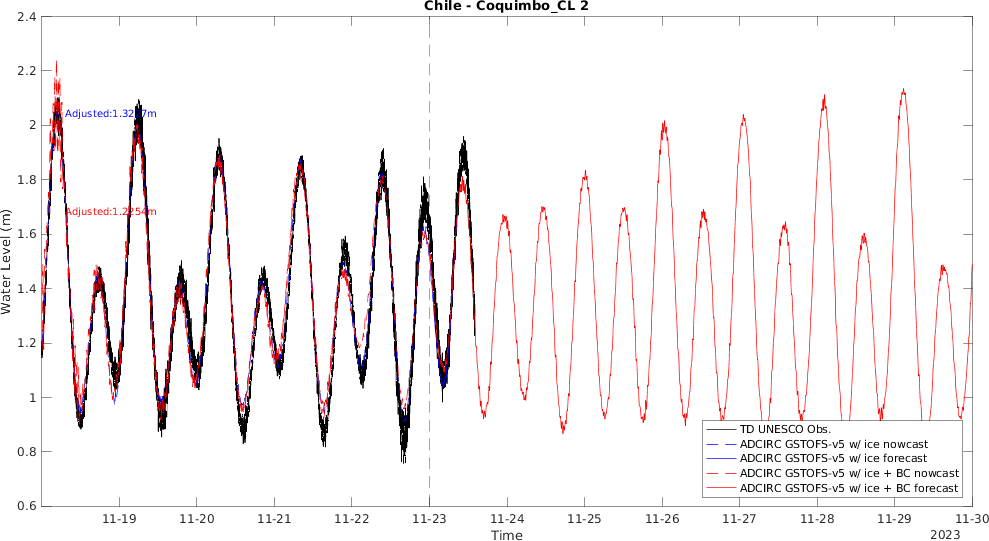 Chile - Coquimbo_CL 2
2.4
2.2
2
1.8
1.6
1.4
1.2
1
0.8
0.6
Water Level (m)
Adjusted:1.2254m
TD UNESCO Obs.
ADCIRC GSTOFS-v5 w/ ice nowcast
ADCIRC GSTOFS-v5 w/ ice forecast
ADCIRC GSTOFS-v5 w/ ice + BC nowcast
ADCIRC GSTOFS-v5 w/ ice + BC forecast
11-19
11-20
11-21
11-22
11-23
11-24
11-25
11-26
11-27
11-28
11-29
11-30
Time
2023